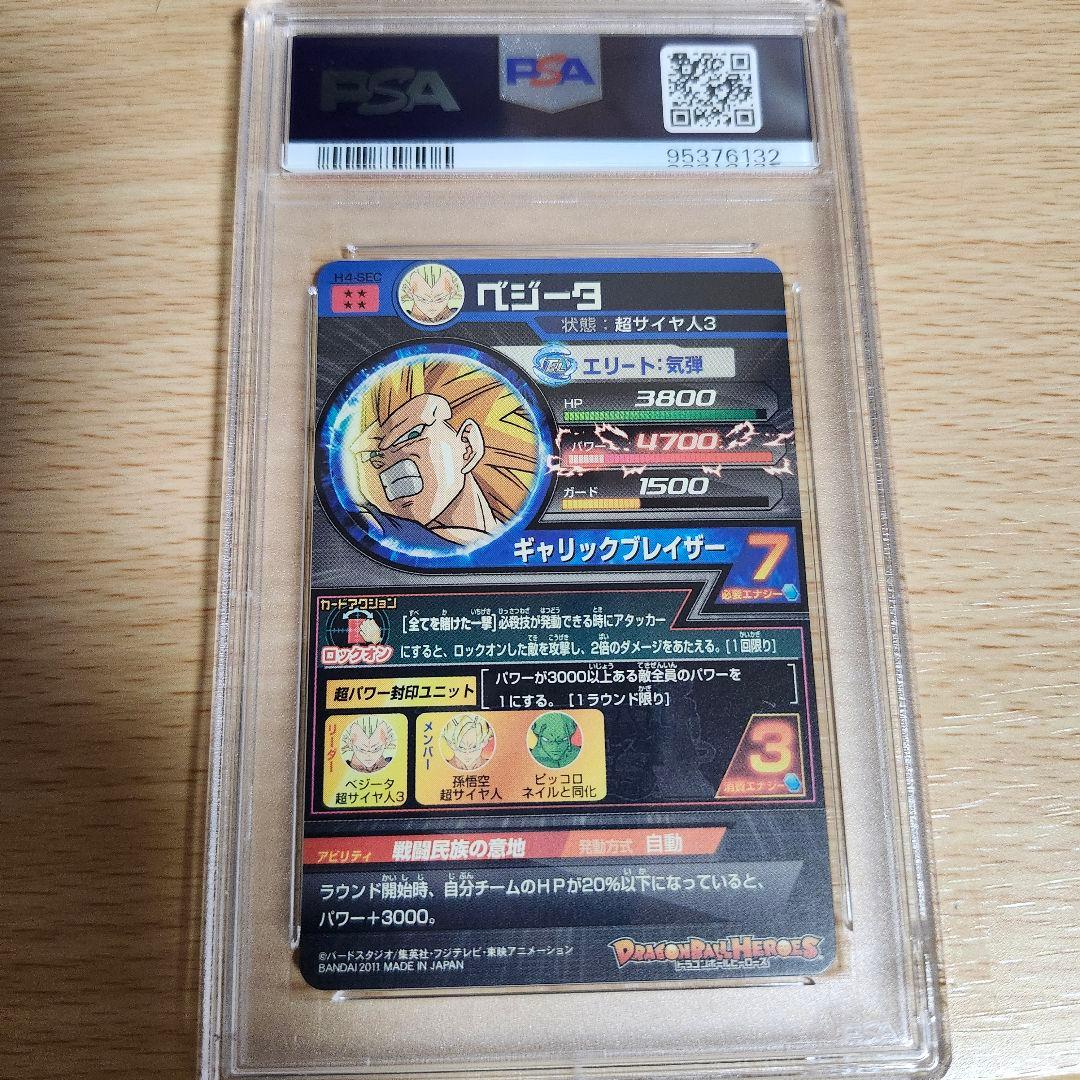 PSA
PSA
95376132
H4-SEC
ベジータ
状態：超サイヤ人3
エリート：気弾
HP 3800
パワー 4700
ガード 1500
ギャリックブレイザー
7
必要エナジー
カードアクション
ロックオン
[全てを賭けた一撃]必殺技が発動できる時にアタッカー
にすると、ロックオンした敵を攻撃し、2倍のダメージをあたえる。[1回限り]
超パワー封印ユニット
パワーが3000以上ある敵全員のパワーを
1にする。[1ラウンド限り]
リーダー
ベジータ
超サイヤ人3
メンバー
孫悟空
超サイヤ人
ピッコロ
ネイルと同化
3
消費エナジー
アビリティ 戦闘民族の意地 発動方式 自動
ラウンド開始時、自分チームのHPが20%以下になっていると、
パワー+3000。
©バードスタジオ/集英社・フジテレビ・東映アニメーション
BANDAI 2011 MADE IN JAPAN
DRAGONBALL HEROES
ドラゴンボールヒーローズ